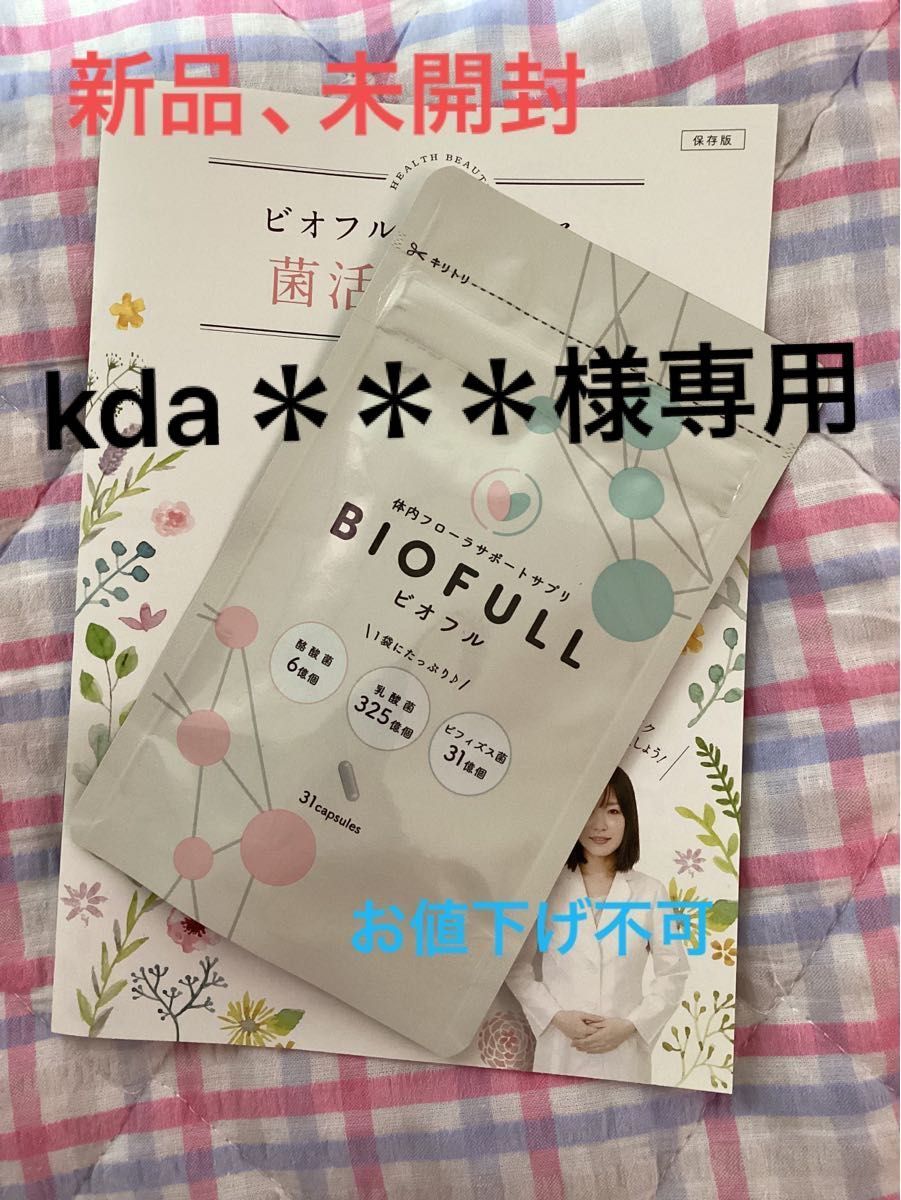 新品、未開封
保存版
HEALTH BEAUT
ビオフル
菌活
キリトリ
kda＊＊＊様専用
体内フローラサポートサプリ
BIOFULL
ビオフル
1袋にたっぷり♪
酪酸菌
6億個
乳酸菌
325億個
ビフィズス菌
31億個
31capsules
ク
しょう!
お値下げ不可